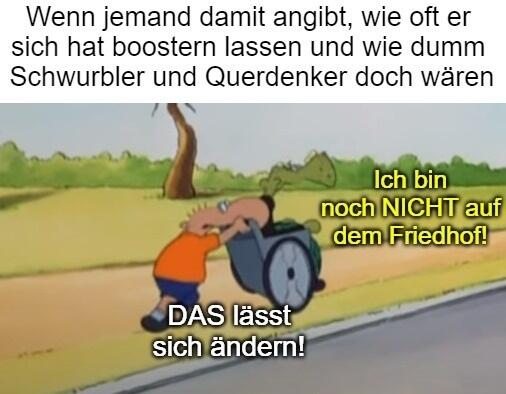 Wenn jemand damit angibt, wie oft er
sich hat boostern lassen und wie dumm
Schwurbler und Querdenker doch wären
Ich bin
noch NICHT auf
dem Friedhof!
DAS lässt
sich ändern!